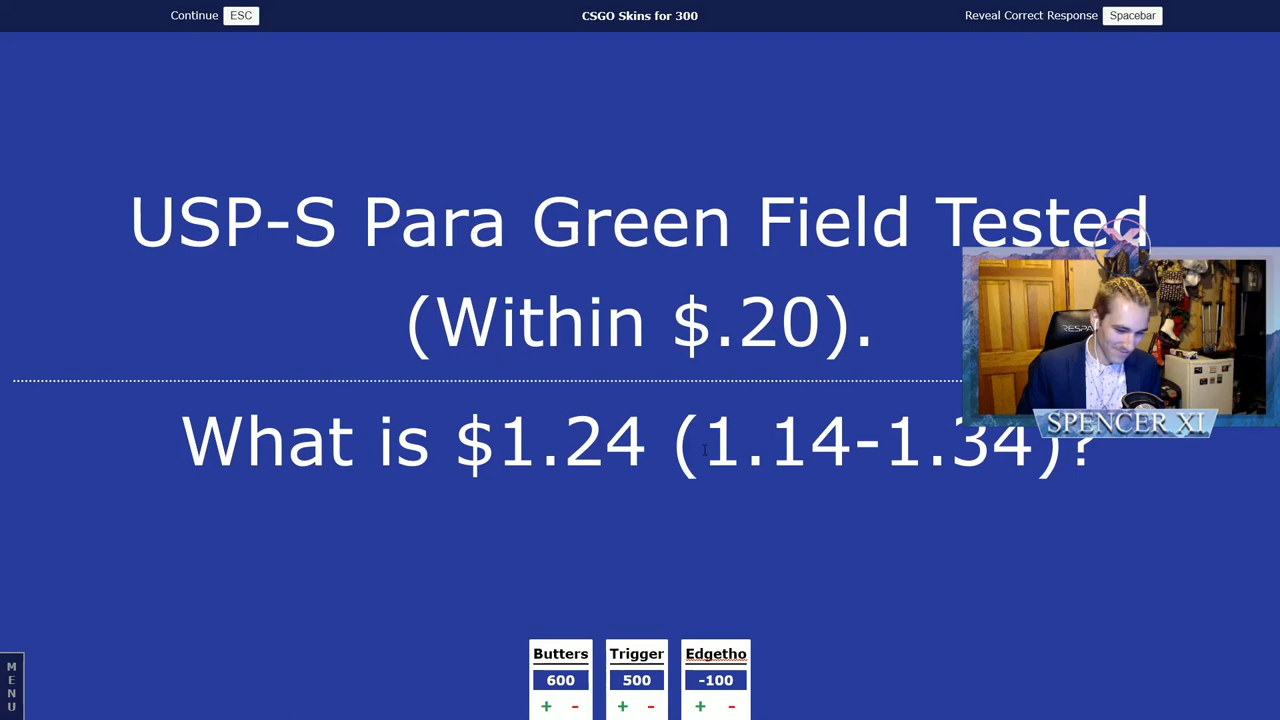 Continue ESC
CSGO Skins for 300
Reveal Correct Response Spacebar
USP-S Para Green Field Tested
(Within $.20).
What is $1.24 (1.14-1.34)?
SPENCER XI
MENU
Butters Trigger Edgetho
600 500 -100
+ - + - + -